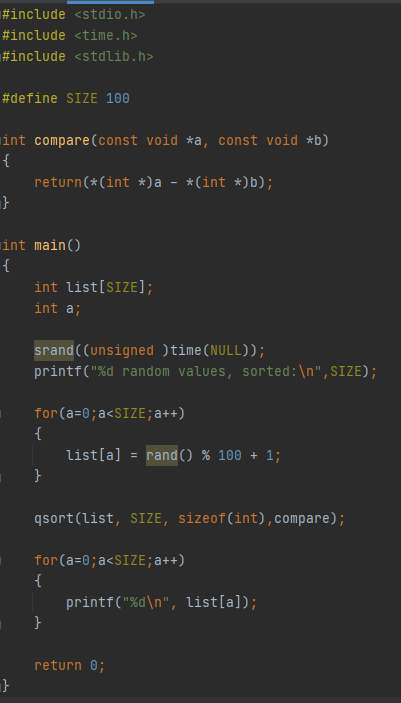 #include <stdio.h>
#include <time.h>
#include <stdlib.h>

#define SIZE 100

int compare(const void *a, const void *b)
{
    return(*(int *)a - *(int *)b);
}

int main()
{
    int list[SIZE];
    int a;

    srand((unsigned )time(NULL));
    printf("%d random values, sorted:\n",SIZE);

    for(a=0;a<SIZE;a++)
    {
        list[a] = rand() % 100 + 1;
    }

    qsort(list, SIZE, sizeof(int),compare);

    for(a=0;a<SIZE;a++)
    {
        printf("%d\n", list[a]);
    }

    return 0;
}